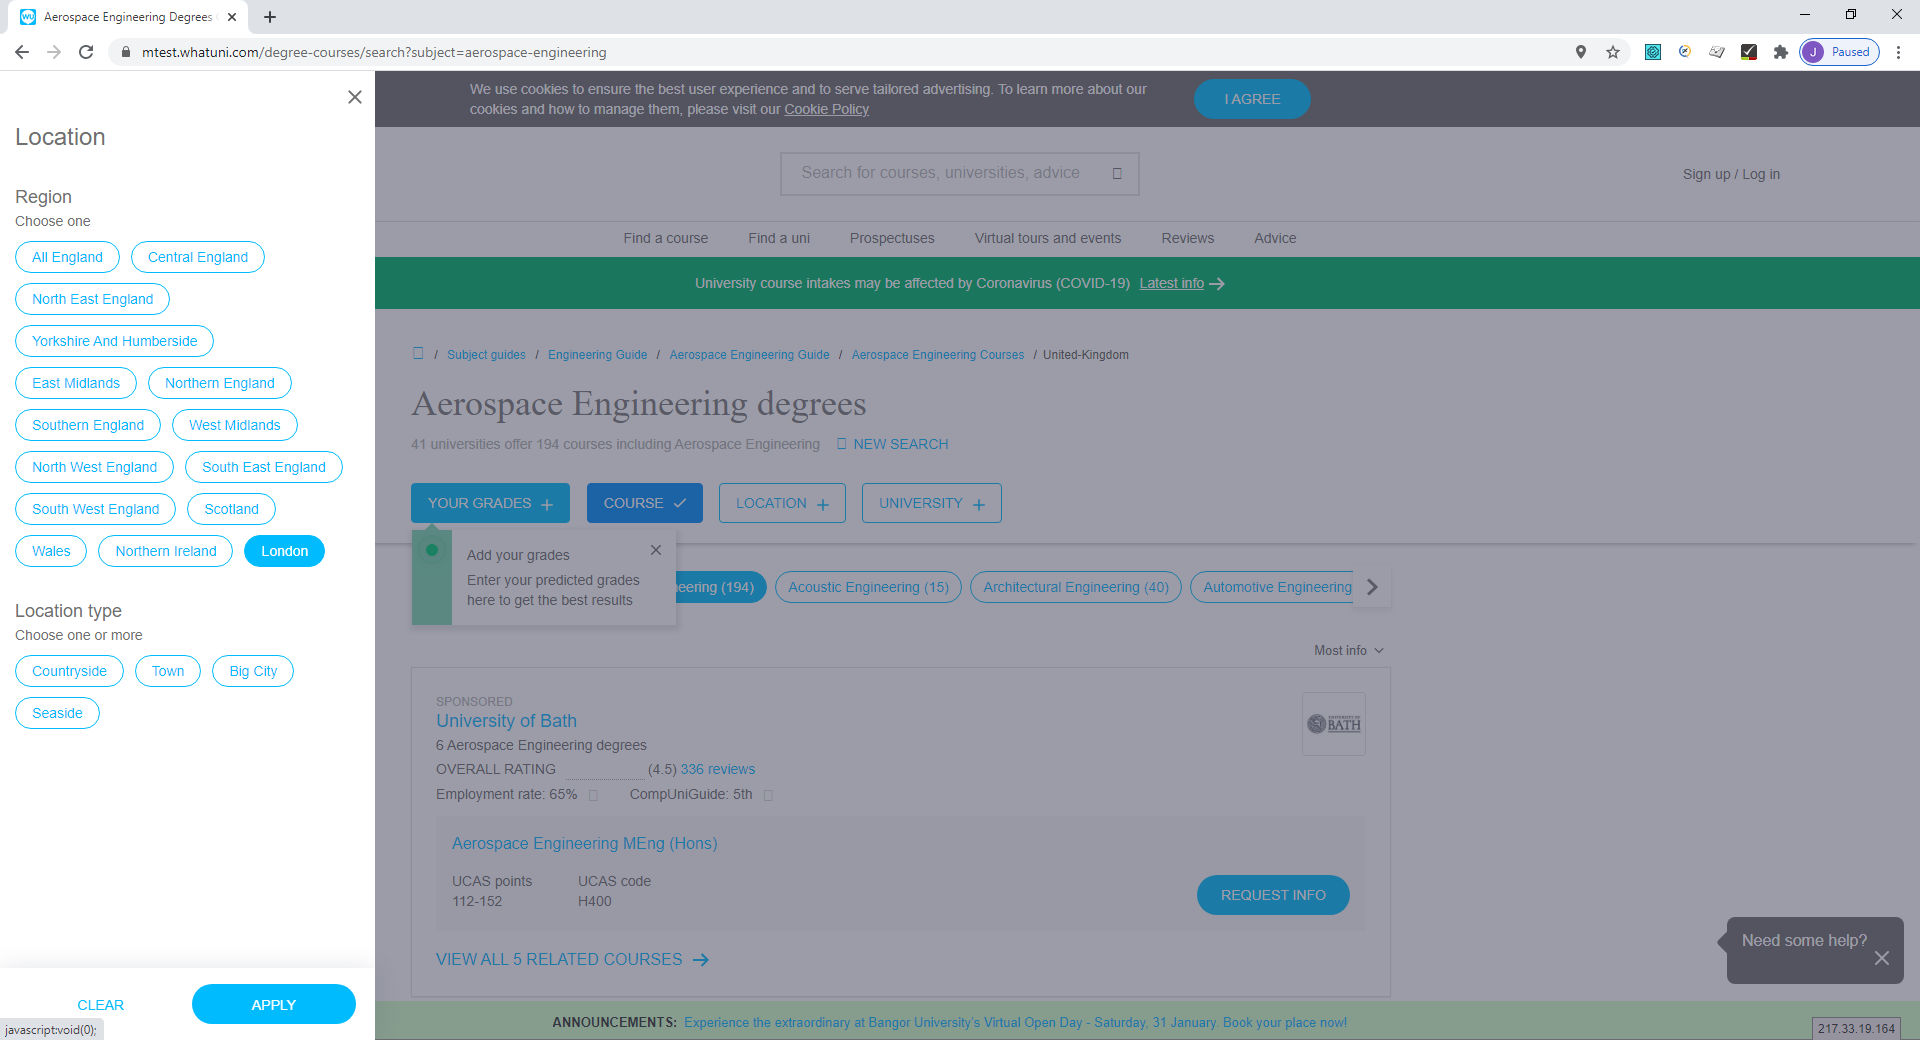 Aerospace Engineering Degrees
mtest.whatuni.com/degree-courses/search?subject=aerospace-engineering
J Paused
Location
Region
Choose one
All England Central England
North East England
Yorkshire And Humberside
East Midlands Northern England
Southern England West Midlands
North West England South East England
South West England Scotland
Wales Northern Ireland London
Location type
Choose one or more
Countryside Town Big City
Seaside
CLEAR APPLY
javascript:void(0);
We use cookies to ensure the best user experience and to serve tailored advertising. To learn more about our
cookies and how to manage them, please visit our Cookie Policy
I AGREE
Search for courses, universities, advice
Sign up / Log in
Find a course Find a uni Prospectuses Virtual tours and events Reviews Advice
University course intakes may be affected by Coronavirus (COVID-19) Latest info
/ Subject guides / Engineering Guide / Aerospace Engineering Guide / Aerospace Engineering Courses / United-Kingdom
Aerospace Engineering degrees
41 universities offer 194 courses including Aerospace Engineering NEW SEARCH
YOUR GRADES COURSE LOCATION UNIVERSITY
Add your grades
Enter your predicted grades
here to get the best results
eering (194) Acoustic Engineering (15) Architectural Engineering (40) Automotive Engineering
Most info
SPONSORED
University of Bath
6 Aerospace Engineering degrees
OVERALL RATING (4.5) 336 reviews
Employment rate: 65% CompUniGuide: 5th
UNIVERSITY OF
BATH
Aerospace Engineering MEng (Hons)
UCAS points UCAS code
112-152 H400
REQUEST INFO
VIEW ALL 5 RELATED COURSES
Need some help?
ANNOUNCEMENTS: Experience the extraordinary at Bangor University's Virtual Open Day - Saturday, 31 January. Book your place now!
217.33.19.164